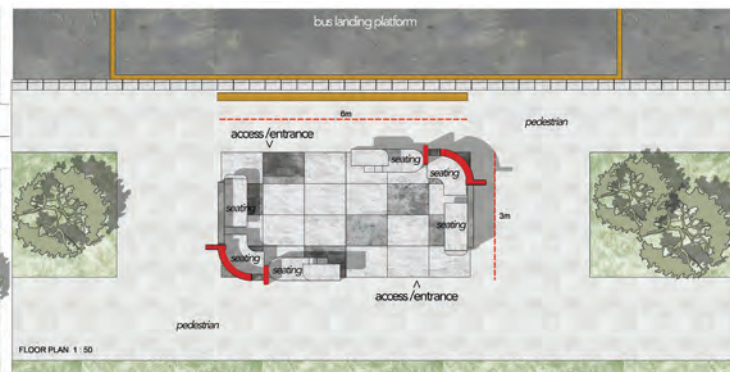 bus landing platform
6m
pedestrian
access/entrance
seating
seating
3m
seating
seating
seating
seating
access/entrance
pedestrian
FLOOR PLAN 1 : 50